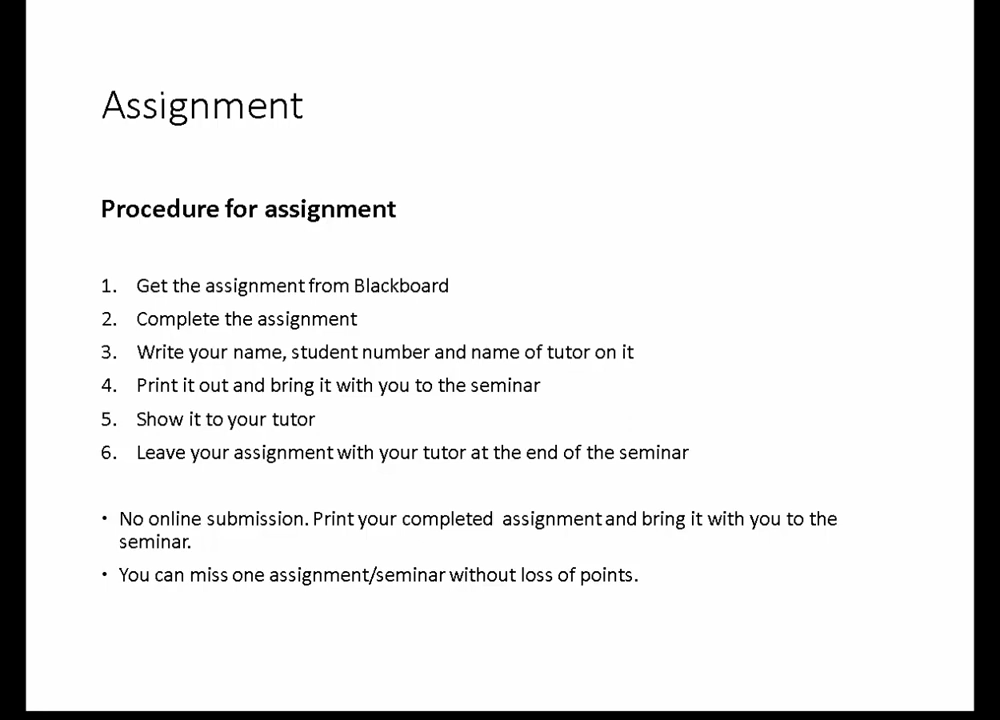 Assignment
Procedure for assignment
1. Get the assignment from Blackboard
2. Complete the assignment
3. Write your name, student number and name of tutor on it
4. Print it out and bring it with you to the seminar
5. Show it to your tutor
6. Leave your assignment with your tutor at the end of the seminar
• No online submission. Print your completed assignment and bring it with you to the
seminar.
• You can miss one assignment/seminar without loss of points.